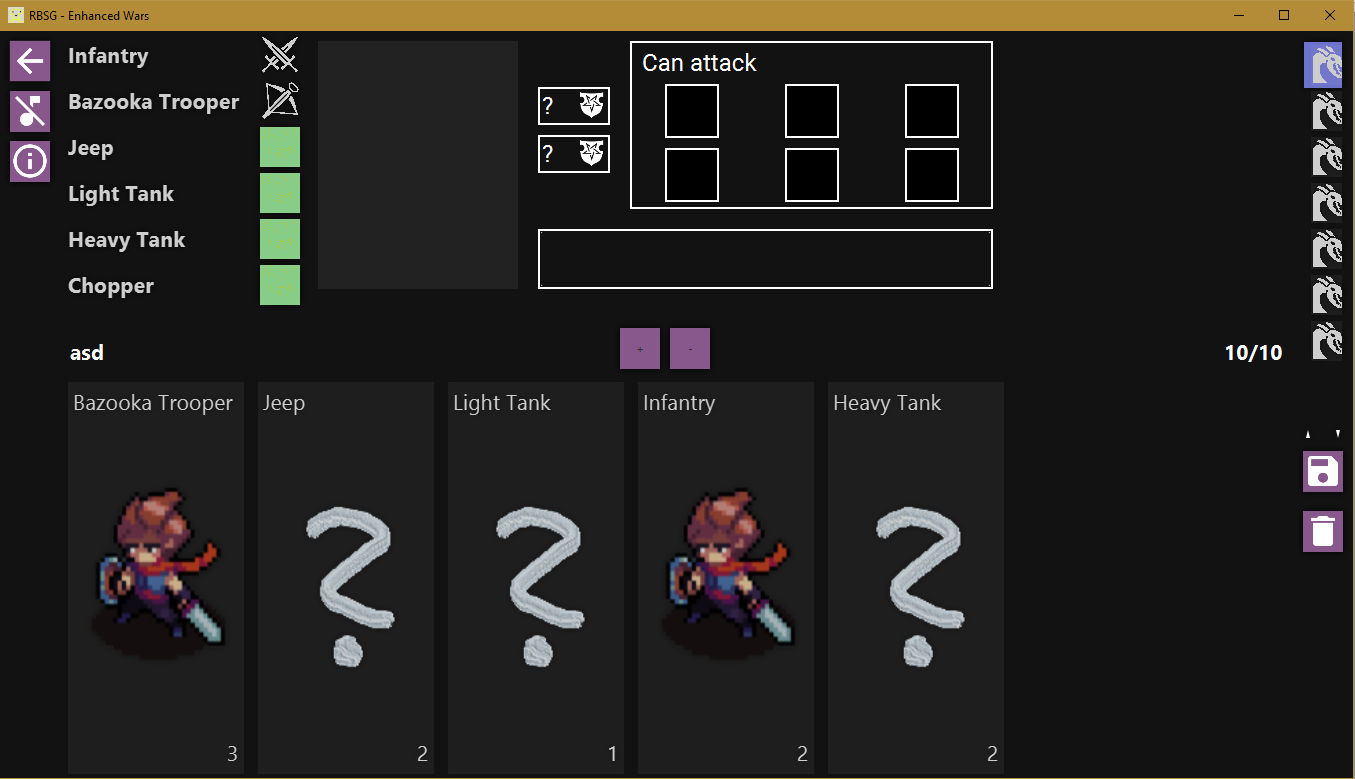 RBSG - Enhanced Wars
Infantry
Bazooka Trooper
Jeep
Light Tank
Heavy Tank
Chopper
?
?
Can attack
asd
+
-
10/10
Bazooka Trooper
Jeep
Light Tank
Infantry
Heavy Tank
3
2
1
2
2